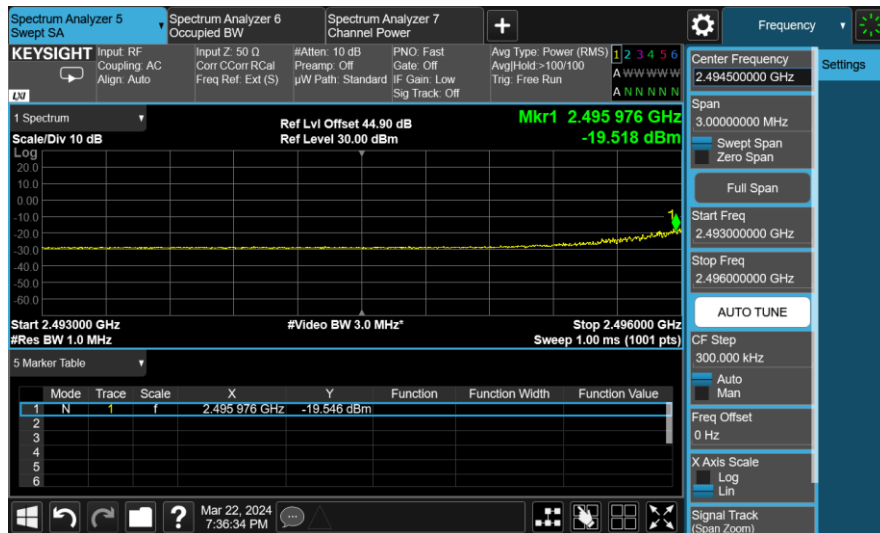 Spectrum Analyzer 5
Swept SA
Spectrum Analyzer 6
Occupied BW
Spectrum Analyzer 7
Channel Power
Frequency
KEYSIGHT
LXI
Input: RF
Coupling: AC
Align: Auto
Input Z: 50 Ω
Corr CCorr RCal
Freq Ref: Ext (S)
#Atten: 10 dB
Preamp: Off
µW Path: Standard
PNO: Fast
Gate: Off
IF Gain: Low
Sig Track: Off
Avg Type: Power (RMS)
Avg|Hold:>100/100
Trig: Free Run
1 2 3 4 5 6
A W W W W W
A N N N N N
1 Spectrum
Scale/Div 10 dB
Ref Lvl Offset 44.90 dB
Ref Level 30.00 dBm
Mkr1 2.495 976 GHz
-19.518 dBm
Log
20.0
10.0
0.00
-10.0
-20.0
-30.0
-40.0
-50.0
-60.0
1
Start 2.493000 GHz
#Res BW 1.0 MHz
#Video BW 3.0 MHz*
Stop 2.496000 GHz
Sweep 1.00 ms (1001 pts)
5 Marker Table
Mode Trace Scale X Y Function Function Width Function Value
1 N 1 f 2.495 976 GHz -19.546 dBm
2
3
4
5
6
Mar 22, 2024
7:36:34 PM
Center Frequency
2.494500000 GHz
Span
3.00000000 MHz
Swept Span
Zero Span
Full Span
Start Freq
2.493000000 GHz
Stop Freq
2.496000000 GHz
AUTO TUNE
CF Step
300.000 kHz
Auto
Man
Freq Offset
0 Hz
X Axis Scale
Log
Lin
Signal Track
(Span Zoom)
Settings